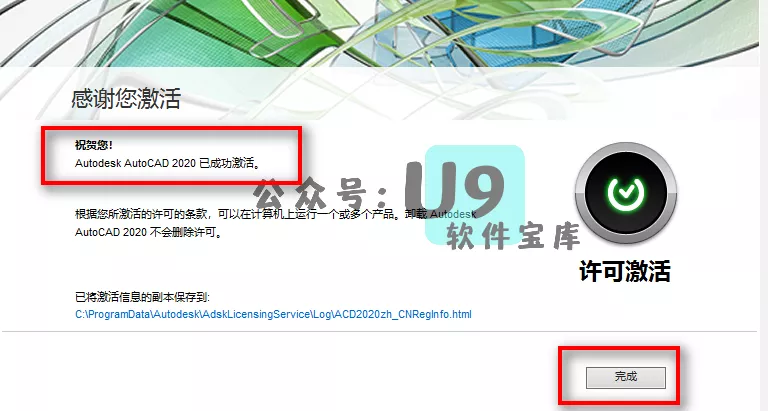 感谢您激活
祝贺您!
Autodesk AutoCAD 2020 已成功激活。
公众号:U9
软件宝库
根据您所激活的许可的条款，可以在计算机上运行一个或多个产品。卸载 Autodesk
AutoCAD 2020 不会删除许可。
许可激活
已将激活信息的副本保存到:
C:\ProgramData\Autodesk\AdskLicensingService\Log\ACD2020zh_CNRegInfo.html
完成